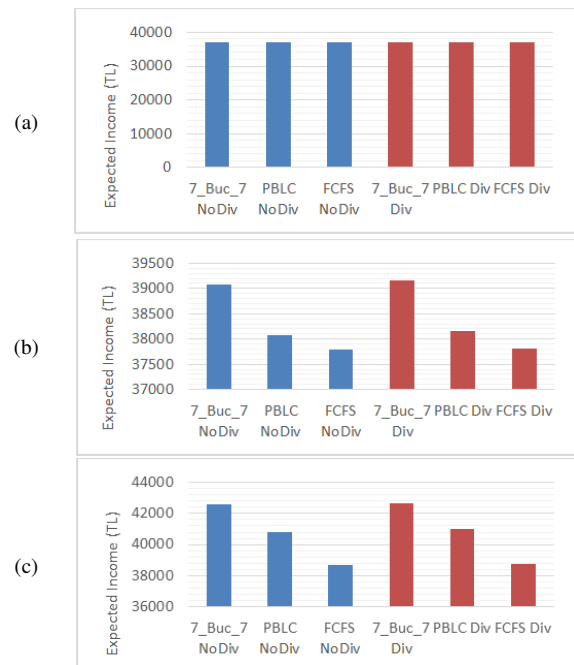 (a)
Expected Income (TL)
40000
30000
20000
10000
0
7_Buc_7 PBLC FCFS 7_Buc_7 PBLC Div FCFS Div
NoDiv NoDiv NoDiv Div
(b)
Expected Income (TL)
39500
39000
38500
38000
37500
37000
7_Buc_7 PBLC FCFS 7_Buc_7 PBLC Div FCFS Div
NoDiv NoDiv NoDiv Div
(c)
Expected Income (TL)
44000
42000
40000
38000
36000
7_Buc_7 PBLC FCFS 7_Buc_7 PBLC Div FCFS Div
NoDiv NoDiv NoDiv Div